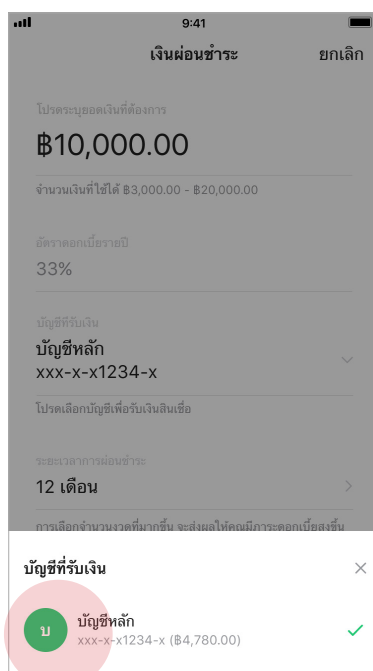 9:41
เงินผ่อนชำระ ยกเลิก
โปรดระบุยอดเงินที่ต้องการ
฿10,000.00
จำนวนเงินที่ใช้ได้ ฿3,000.00 - ฿20,000.00
อัตราดอกเบี้ยรายปี
33%
บัญชีที่รับเงิน
บัญชีหลัก
xxx-x-x1234-x
โปรดเลือกบัญชีเพื่อรับเงินสินเชื่อ
ระยะเวลาการผ่อนชำระ
12 เดือน
การเลือกจำนวนงวดที่มากขึ้น จะส่งผลให้คุณมีภาระดอกเบี้ยสูงขึ้น
บัญชีที่รับเงิน
บ บัญชีหลัก
xxx-x-x1234-x (฿4,780.00)